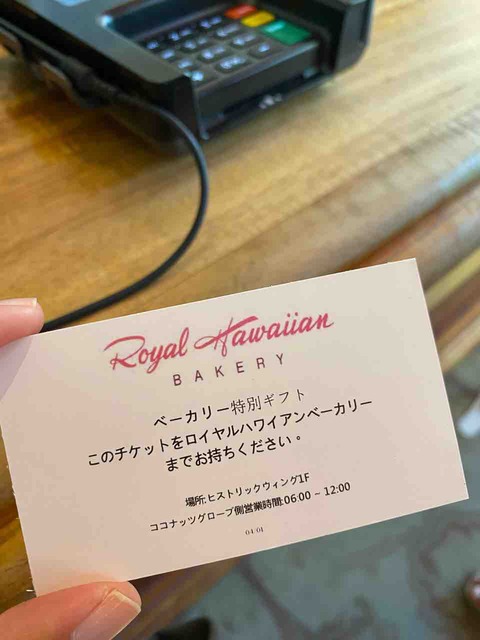 Royal Hawaiian
BAKERY
ベーカリー特別ギフト
このチケットをロイヤルハワイアンベーカリー
までお持ちください。
場所:ヒストリックウィング1F
ココナッツグローブ側営業時間:06:00 ~ 12:00
04/04